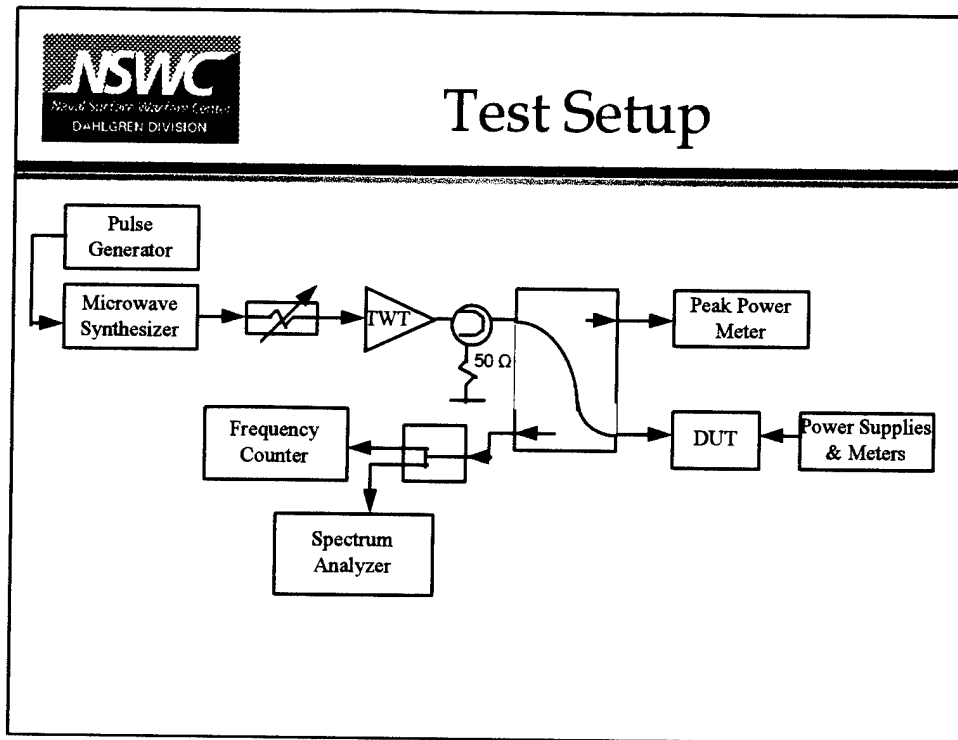 NSWC
Naval Surface Warfare Center
DAHLGREN DIVISION
Test Setup
Pulse
Generator
Microwave
Synthesizer
TWT
50 Ω
Peak Power
Meter
Frequency
Counter
DUT
Power Supplies
& Meters
Spectrum
Analyzer